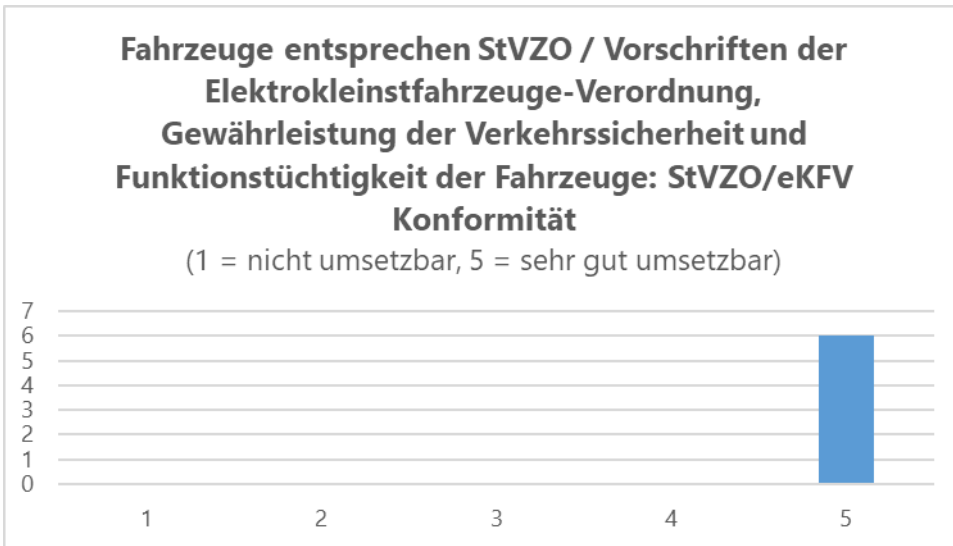 Fahrzeuge entsprechen StVZO / Vorschriften der
Elektrokleinstfahrzeuge-Verordnung,
Gewährleistung der Verkehrssicherheit und
Funktionstüchtigkeit der Fahrzeuge: StVZO/eKFV
Konformität
(1 = nicht umsetzbar, 5 = sehr gut umsetzbar)
7
6
5
4
3
2
1
0
1 2 3 4 5